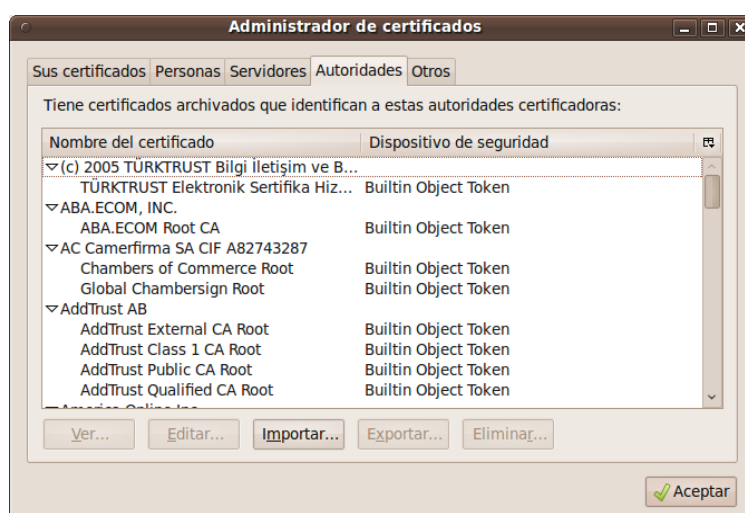 Administrador de certificados
Sus certificados Personas Servidores Autoridades Otros
Tiene certificados archivados que identifican a estas autoridades certificadoras:
Nombre del certificado Dispositivo de seguridad
(c) 2005 TÜRKTRUST Bilgi İletişim ve B...
TÜRKTRUST Elektronik Sertifika Hiz... Builtin Object Token
ABA.ECOM, INC.
ABA.ECOM Root CA Builtin Object Token
AC Camerfirma SA CIF A82743287
Chambers of Commerce Root Builtin Object Token
Global Chambersign Root Builtin Object Token
AddTrust AB
AddTrust External CA Root Builtin Object Token
AddTrust Class 1 CA Root Builtin Object Token
AddTrust Public CA Root Builtin Object Token
AddTrust Qualified CA Root Builtin Object Token
America Online Inc
Ver... Editar... Importar... Exportar... Eliminar...
Aceptar